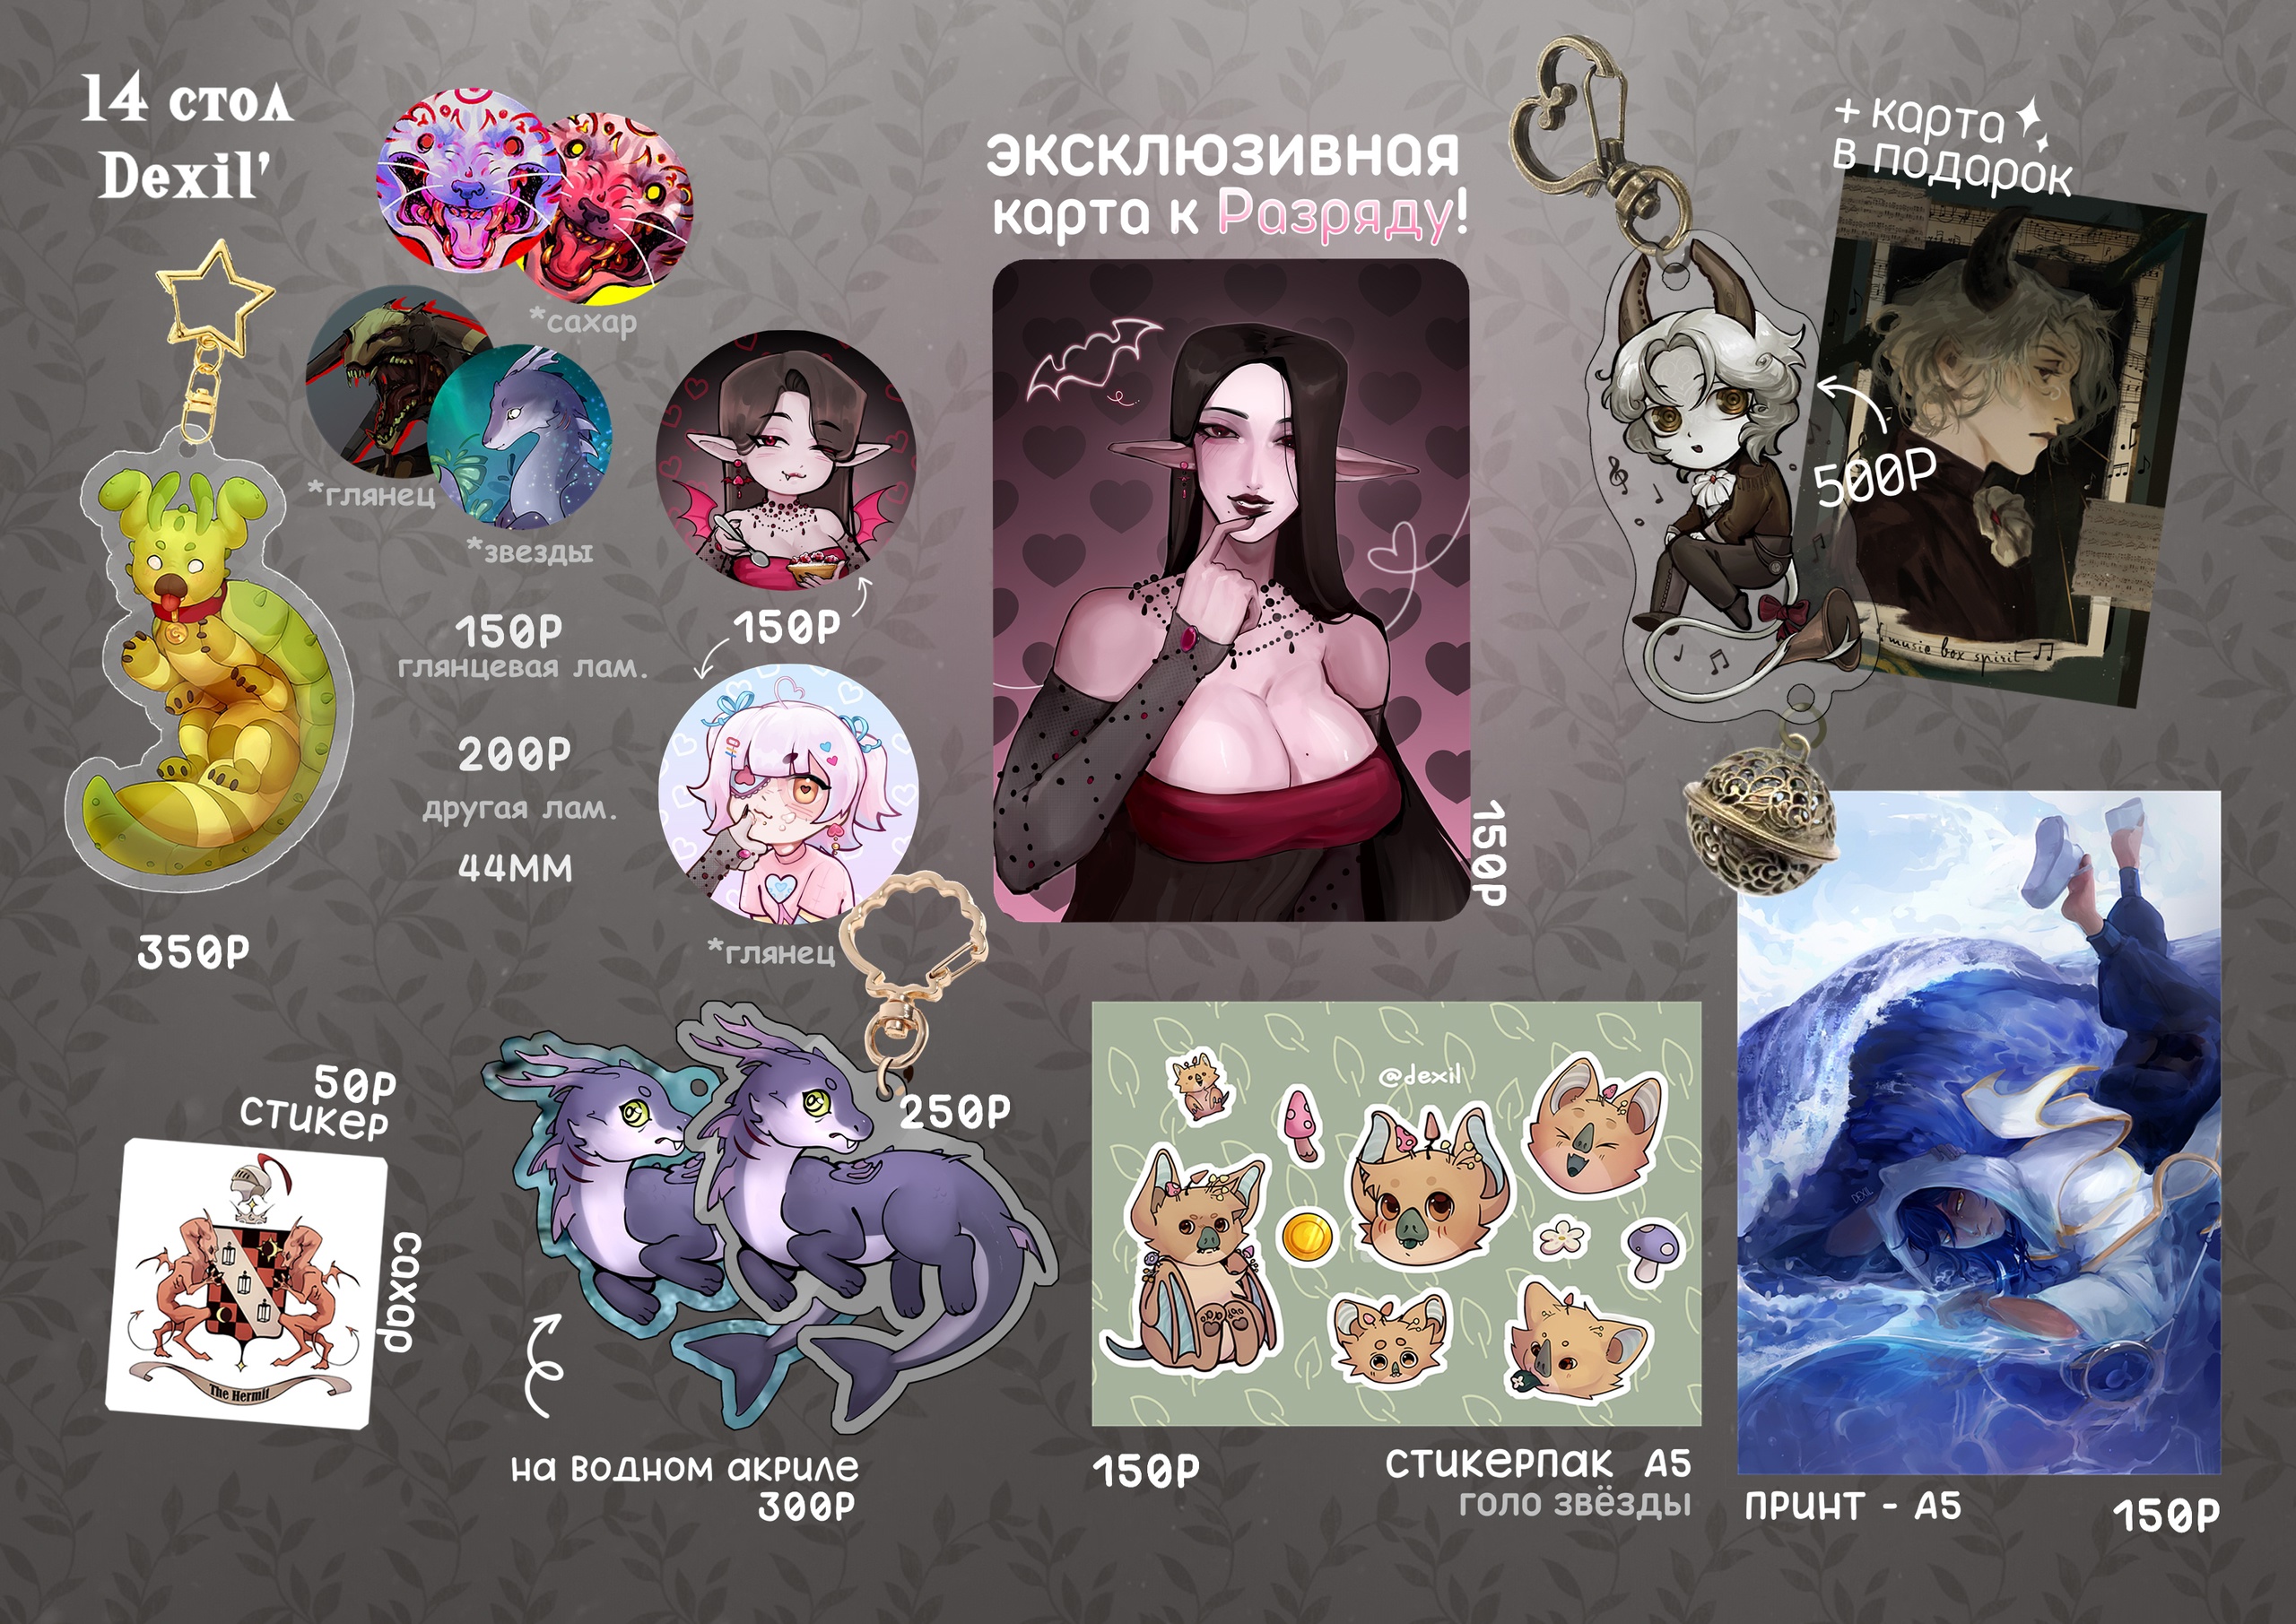 14 стол
Dexil'
*сахар
*глянец
*звезды
150Р
глянцевая лам.
200Р
другая лам.
44ММ
150Р
*глянец
350Р
эксклюзивная
карта к Разряду!
150Р
+ карта
в подарок
500Р
music box spirit
50Р
стикер
сахар
The Hermit
250Р
на водном акриле
300Р
@dexil
150Р
стикерпак А5
голо звёзды
DEXIL
принт - А5
150Р